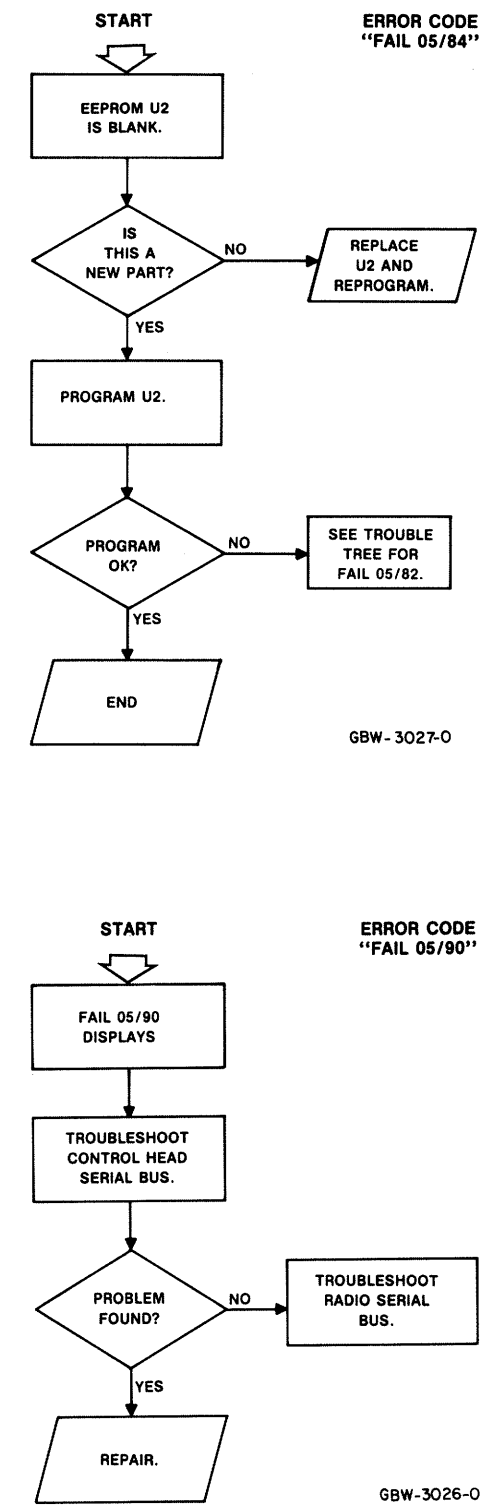 START
ERROR CODE
"FAIL 05/84"
EEPROM U2
IS BLANK.
IS
THIS A
NEW PART?
NO
REPLACE
U2 AND
REPROGRAM.
YES
PROGRAM U2.
PROGRAM
OK?
NO
SEE TROUBLE
TREE FOR
FAIL 05/82.
YES
END
GBW-3027-0
START
ERROR CODE
"FAIL 05/90"
FAIL 05/90
DISPLAYS
TROUBLESHOOT
CONTROL HEAD
SERIAL BUS.
PROBLEM
FOUND?
NO
TROUBLESHOOT
RADIO SERIAL
BUS.
YES
REPAIR.
GBW-3026-0